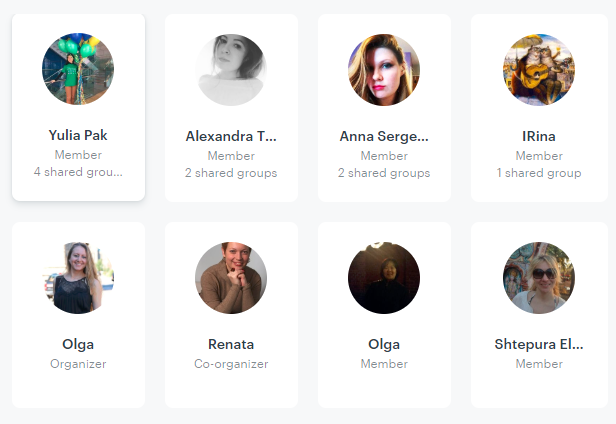 Yulia Pak
Member
4 shared grou...
Alexandra T...
Member
2 shared groups
Anna Serge...
Member
2 shared groups
IRina
Member
1 shared group
Olga
Organizer
Renata
Co-organizer
Olga
Member
Shtepura El...
Member